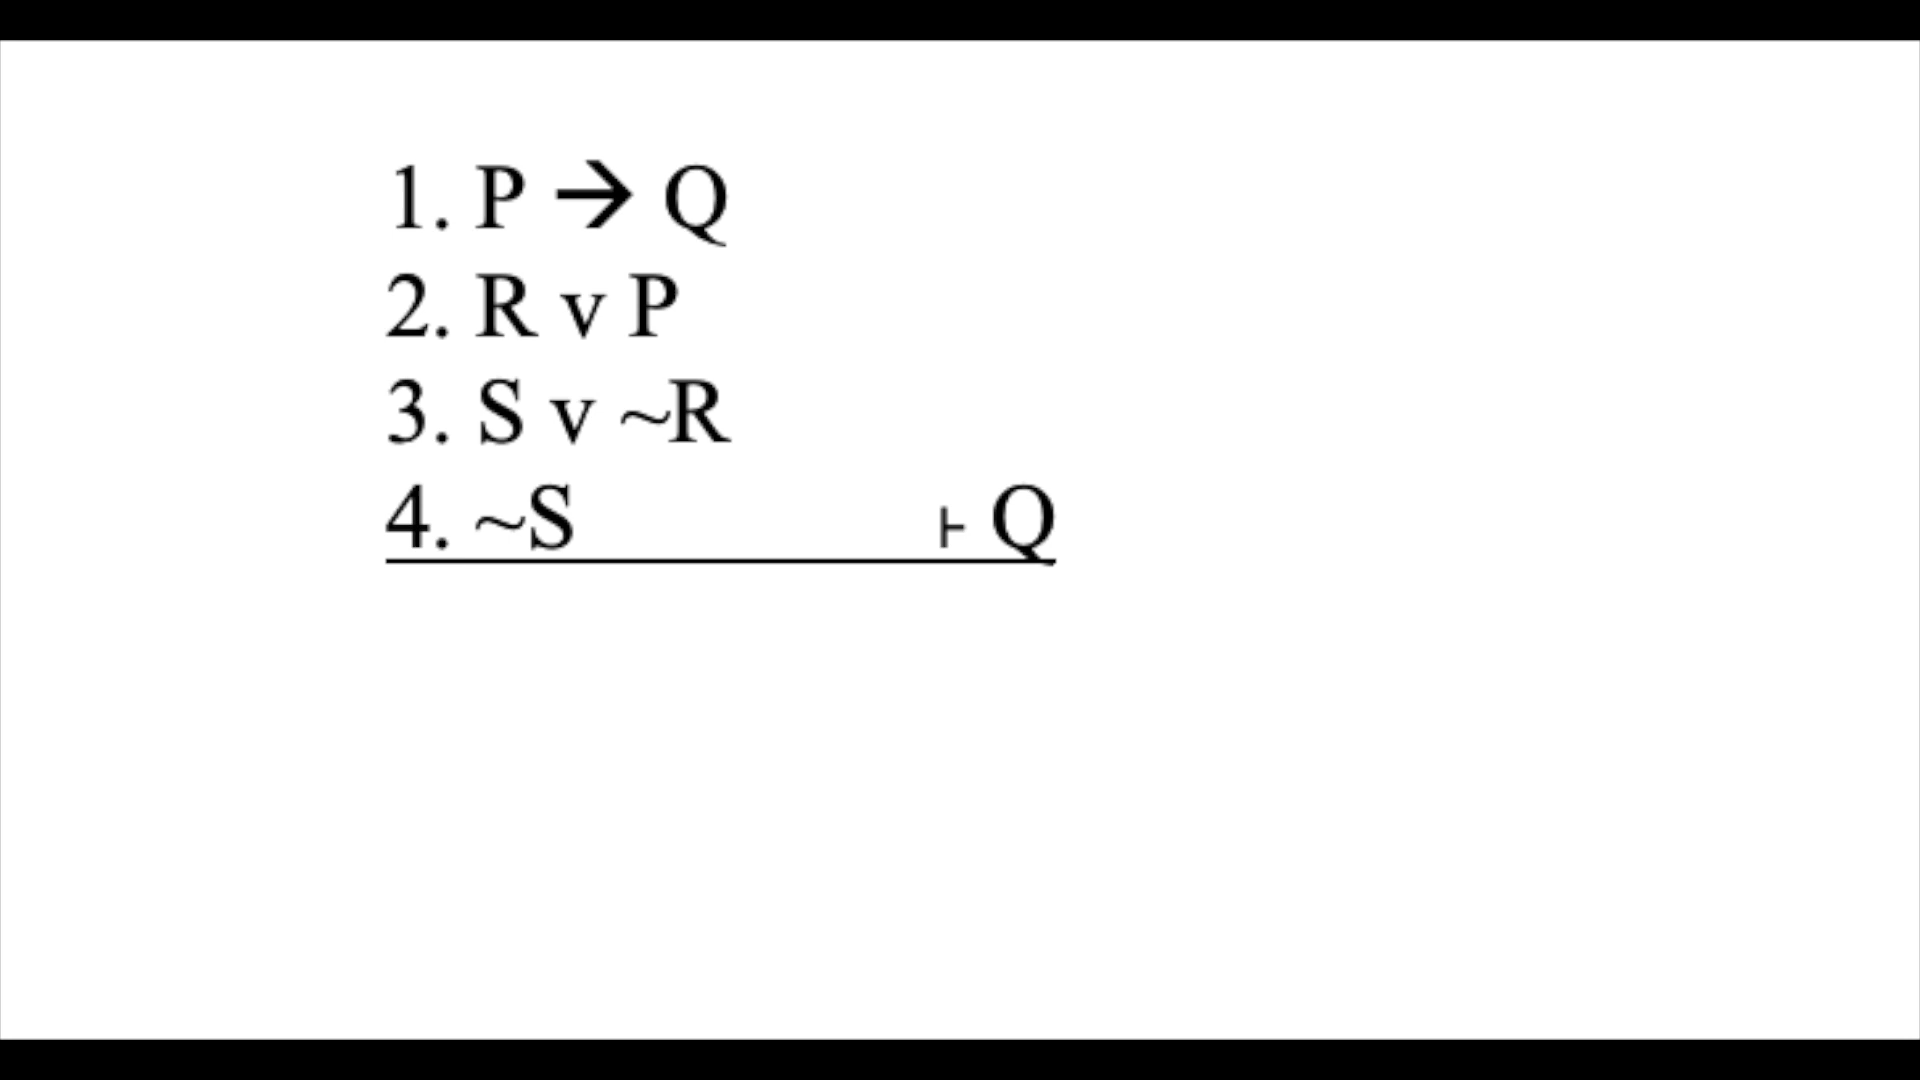 1. P → Q
2. R v P
3. S v ~R
4. ~S ⊦ Q